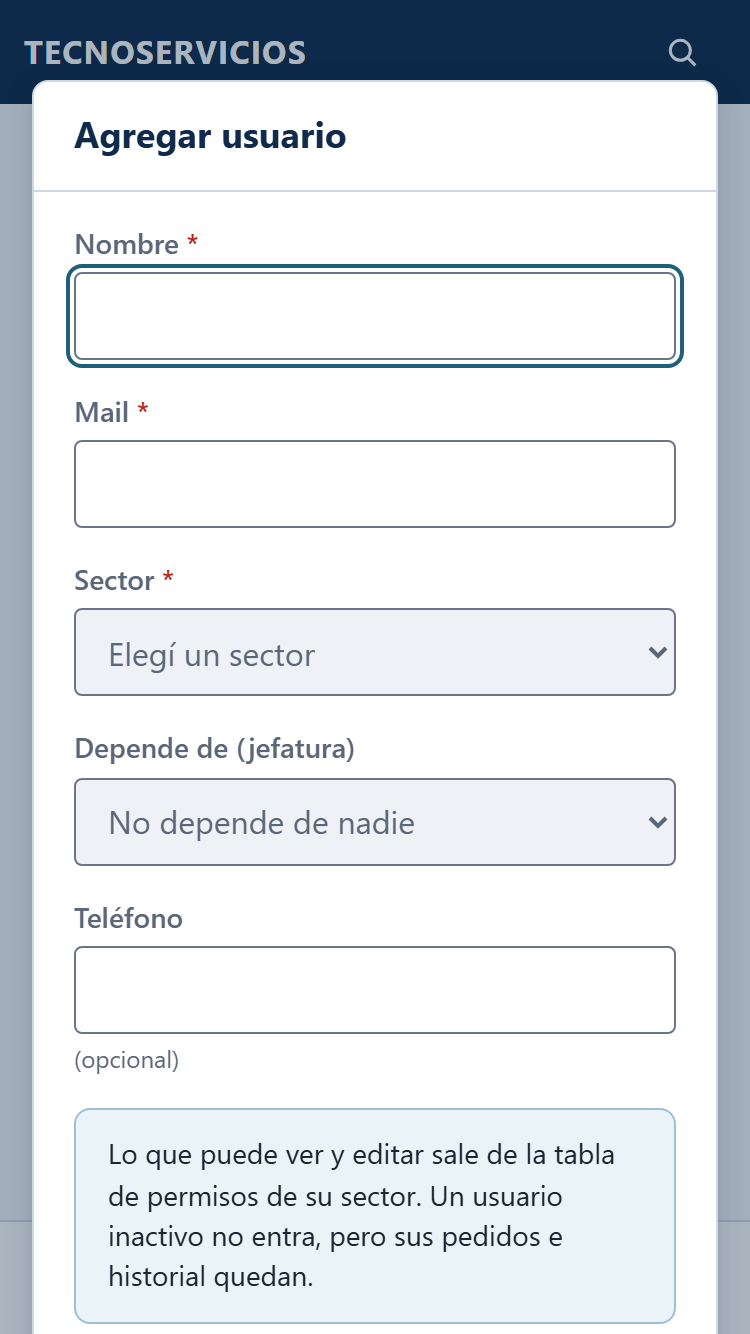 TECNOSERVICIOS
Agregar usuario
Nombre *
Mail *
Sector *
Elegí un sector
Depende de (jefatura)
No depende de nadie
Teléfono
(opcional)
Lo que puede ver y editar sale de la tabla
de permisos de su sector. Un usuario
inactivo no entra, pero sus pedidos e
historial quedan.